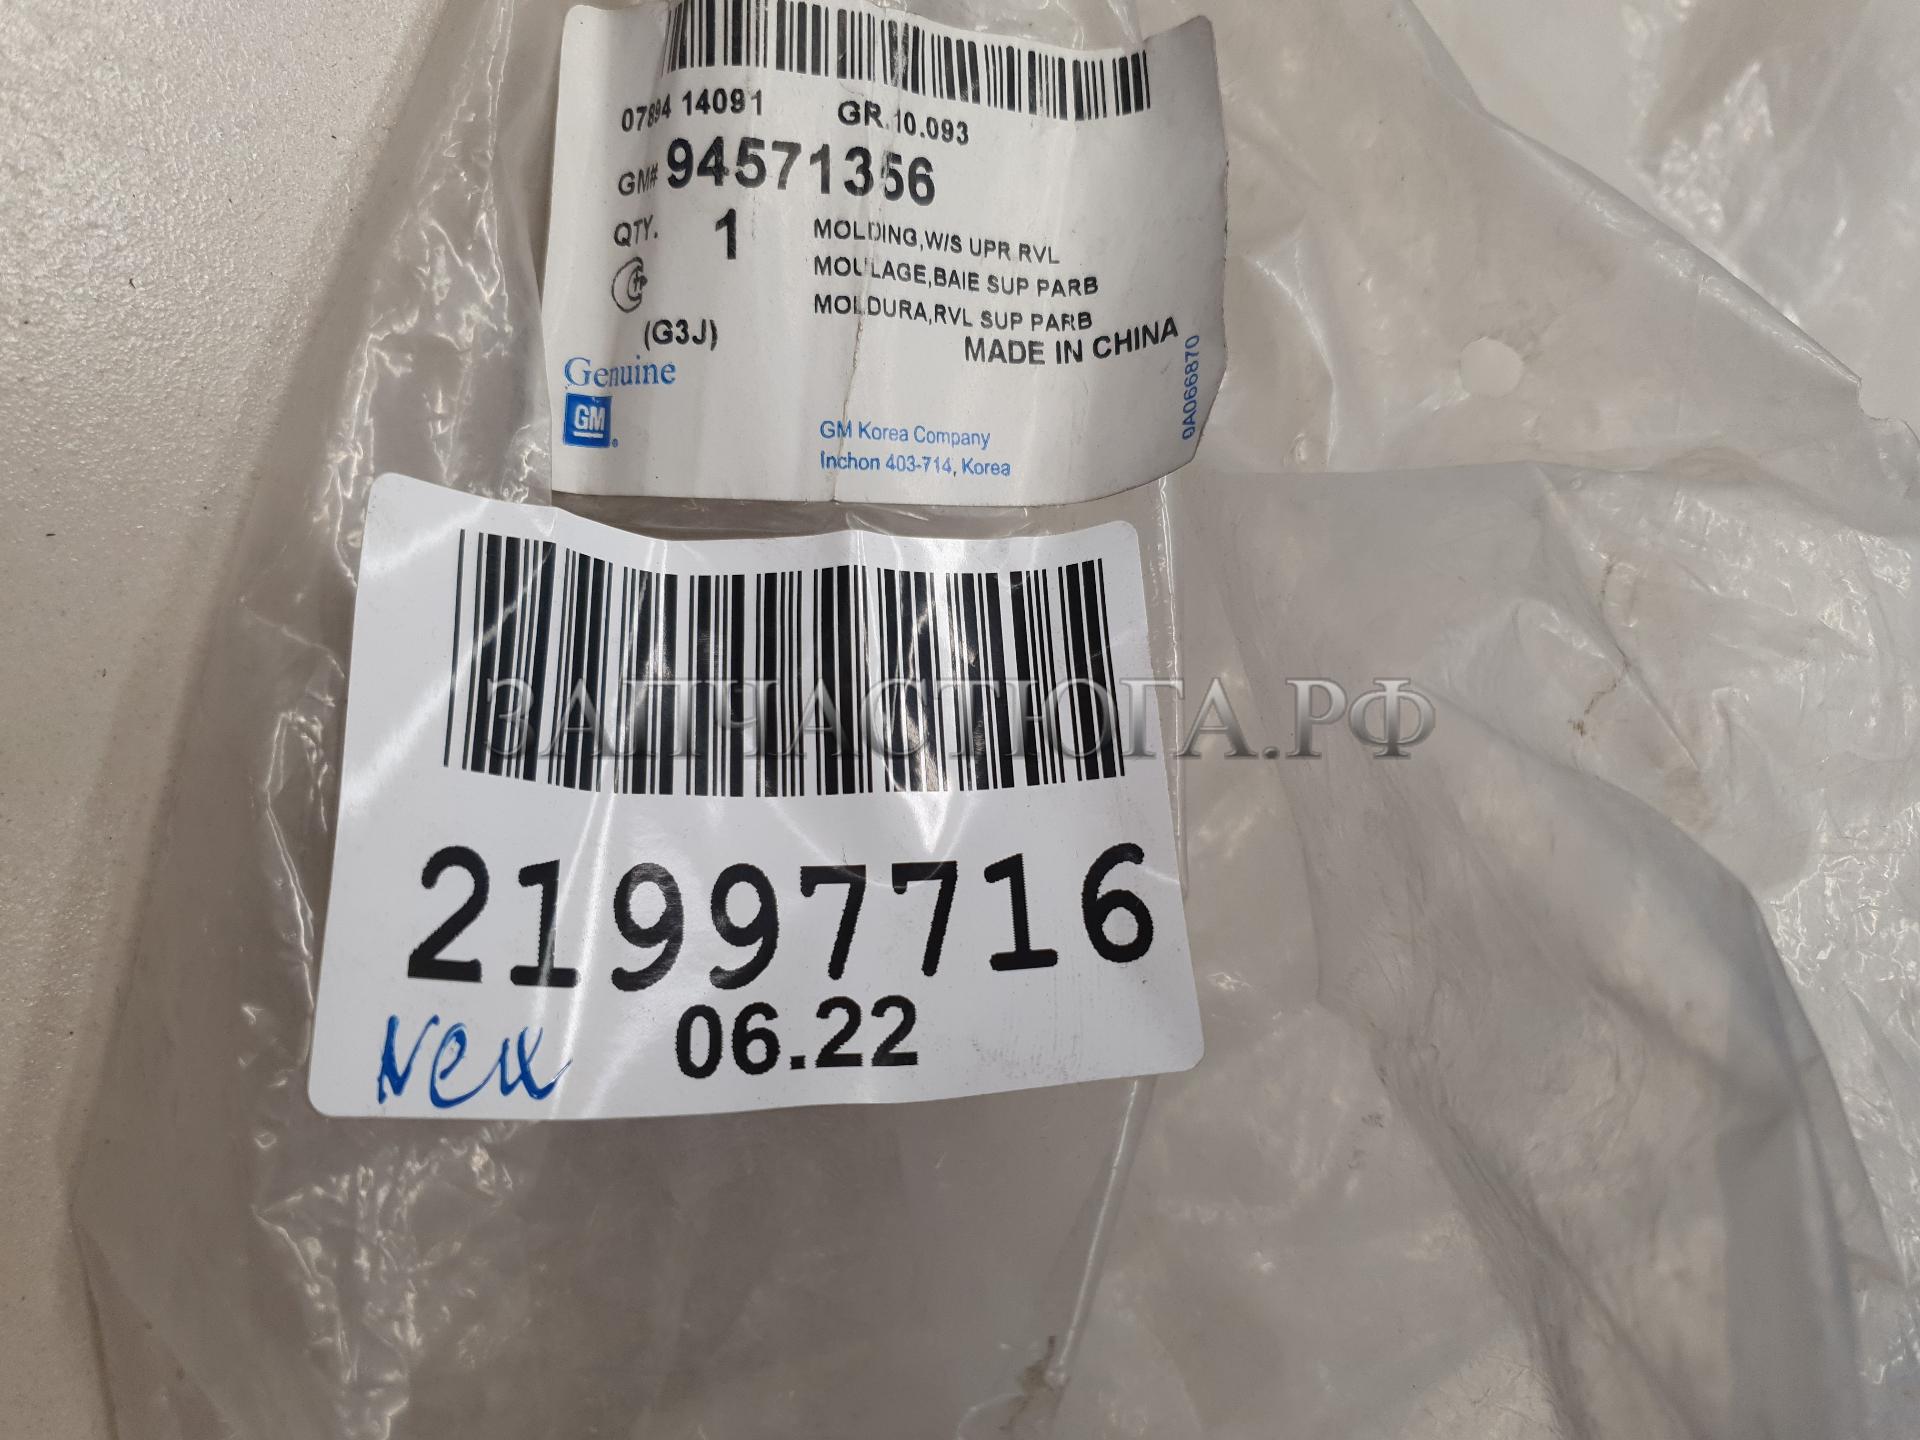 07894 14091 GR.10.093
GM# 94571356
QTY. 1 MOLDING,W/S UPR RVL
MOULAGE,BAIE SUP PARB
MOLDURA,RVL SUP PARB
(G3J) MADE IN CHINA
Genuine
GM
GM Korea Company
Inchon 403-714, Korea
0A066870
ЗАПЧАСТЮГА.РФ
21997716
New 06.22